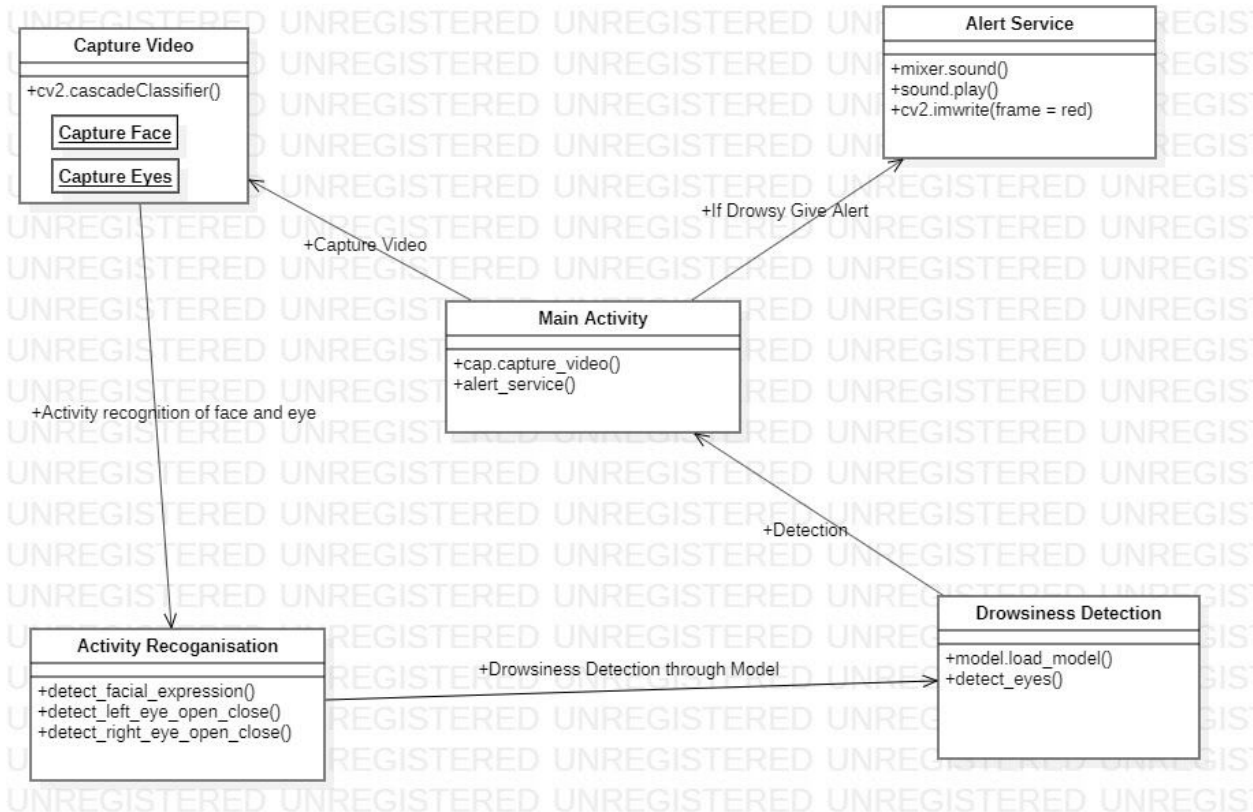 Capture Video
+cv2.cascadeClassifier()
Capture Face
Capture Eyes
Alert Service
+mixer.sound()
+sound.play()
+cv2.imwrite(frame = red)
+Capture Video
+If Drowsy Give Alert
Main Activity
+cap.capture_video()
+alert_service()
+Activity recognition of face and eye
+Detection
Activity Recoganisation
+detect_facial_expression()
+detect_left_eye_open_close()
+detect_right_eye_open_close()
+Drowsiness Detection through Model
Drowsiness Detection
+model.load_model()
+detect_eyes()
UNREGISTERED